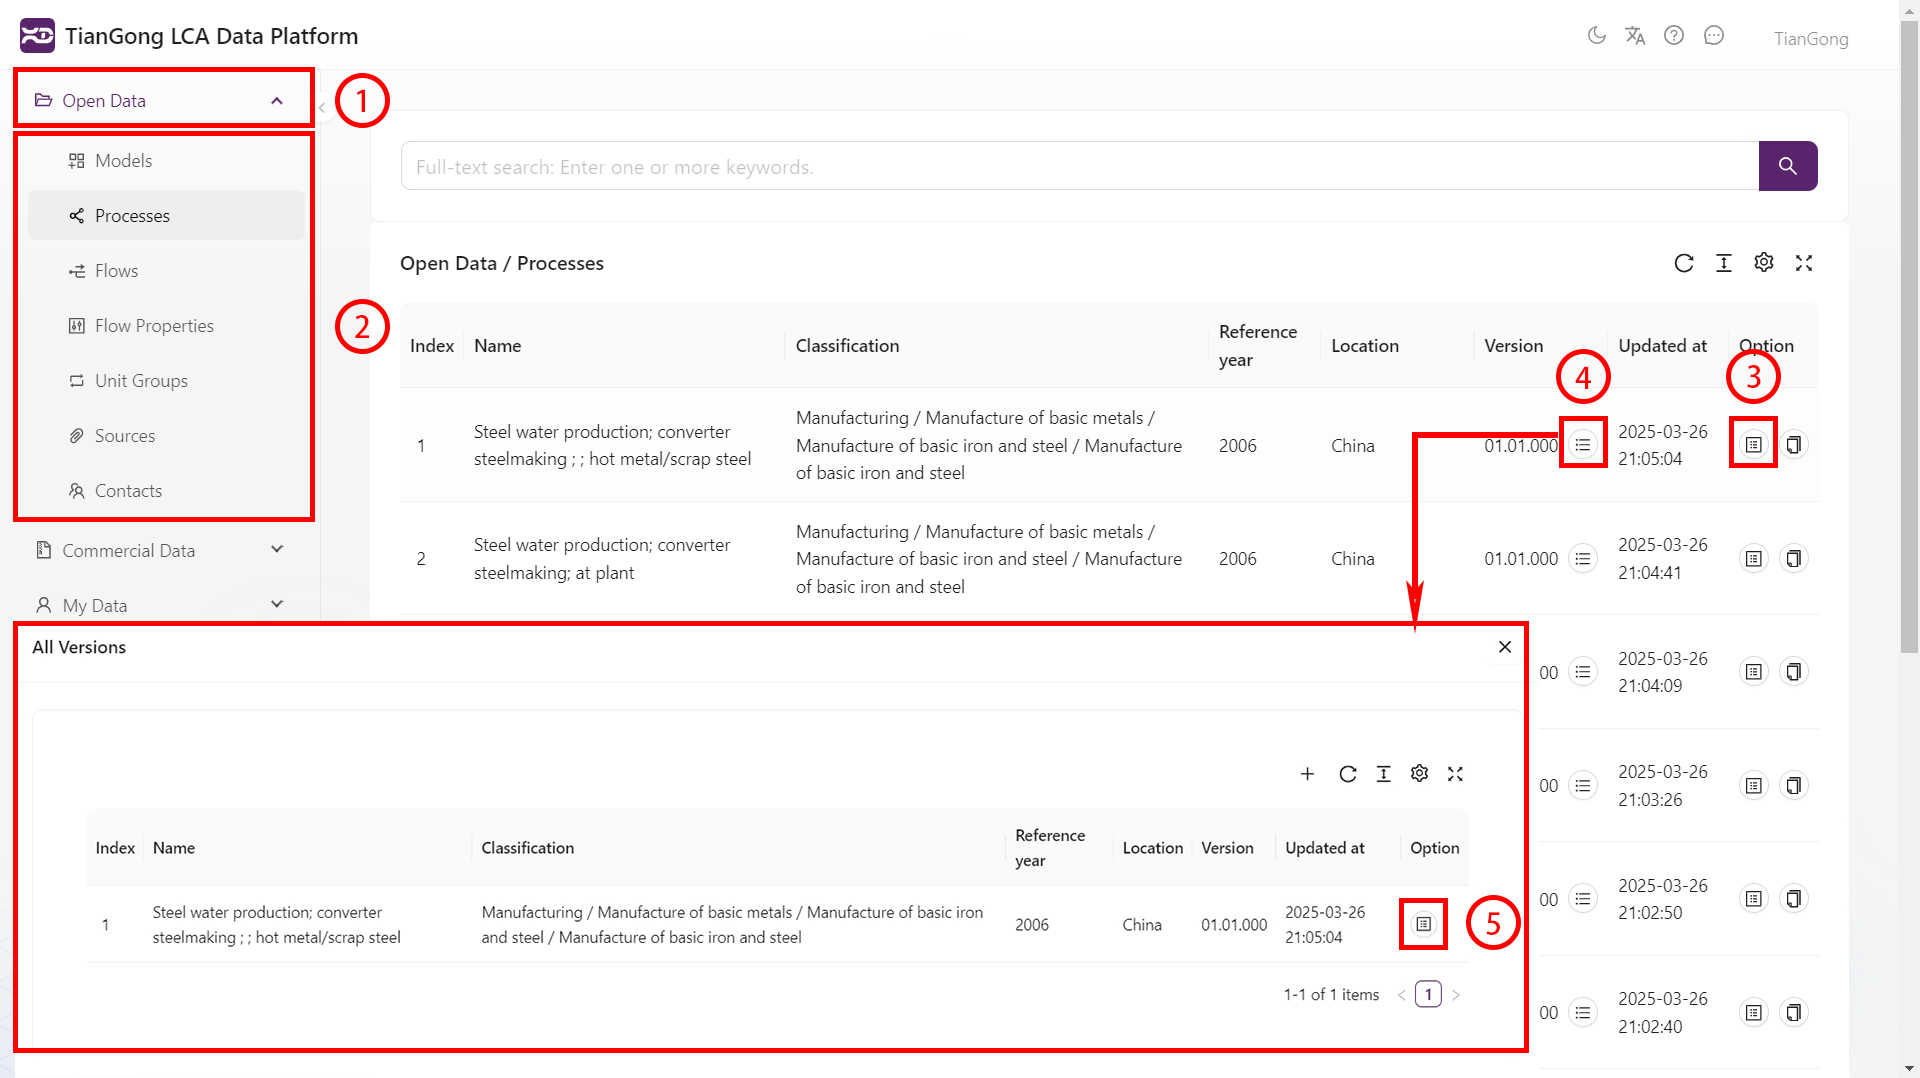 TianGong LCA Data Platform
TianGong
Open Data
1
Models
Processes
Flows
Flow Properties
Unit Groups
Sources
Contacts
Commercial Data
My Data
2
Full-text search: Enter one or more keywords.
Open Data / Processes
Index
Name
Classification
Reference
year
Location
Version
Updated at
Option
4
3
1
Steel water production; converter
steelmaking ; ; hot metal/scrap steel
Manufacturing / Manufacture of basic metals /
Manufacture of basic iron and steel / Manufacture
of basic iron and steel
2006
China
01.01.000
2025-03-26
21:05:04
2
Steel water production; converter
steelmaking; at plant
Manufacturing / Manufacture of basic metals /
Manufacture of basic iron and steel / Manufacture
of basic iron and steel
2006
China
01.01.000
2025-03-26
21:04:41
00
2025-03-26
21:04:09
00
2025-03-26
21:03:26
00
2025-03-26
21:02:50
00
2025-03-26
21:02:40
All Versions
Index
Name
Classification
Reference
year
Location
Version
Updated at
Option
1
Steel water production; converter
steelmaking ; ; hot metal/scrap steel
Manufacturing / Manufacture of basic metals / Manufacture of basic iron
and steel / Manufacture of basic iron and steel
2006
China
01.01.000
2025-03-26
21:05:04
5
1-1 of 1 items
1